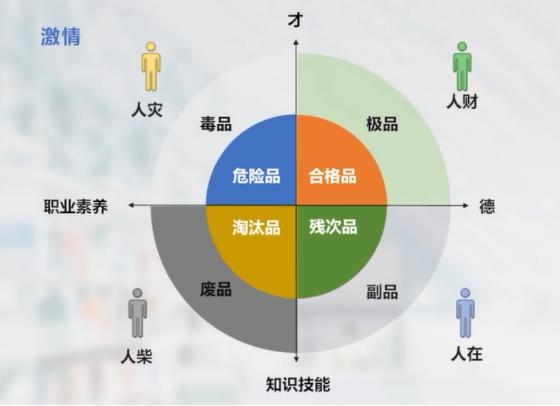 才
激情
人灾
人财
毒品
极品
危险品
合格品
职业素养
德
淘汰品
残次品
废品
副品
人柴
人在
知识技能